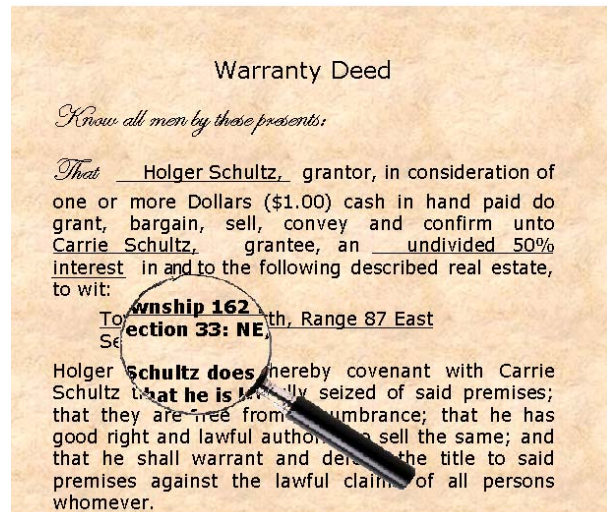 Warranty Deed
Know all men by these presents:
That Holger Schultz, grantor, in consideration of
one or more Dollars ($1.00) cash in hand paid do
grant, bargain, sell, convey and confirm unto
Carrie Schultz, grantee, an undivided 50%
interest in and to the following described real estate,
to wit:
wnship 162 th, Range 87 East
ection 33: NE,
Holger Schultz does hereby covenant with Carrie
Schultz that he is lly seized of said premises;
that they are free from umbrance; that he has
good right and lawful autho sell the same; and
that he shall warrant and de the title to said
premises against the lawful claim of all persons
whomever.